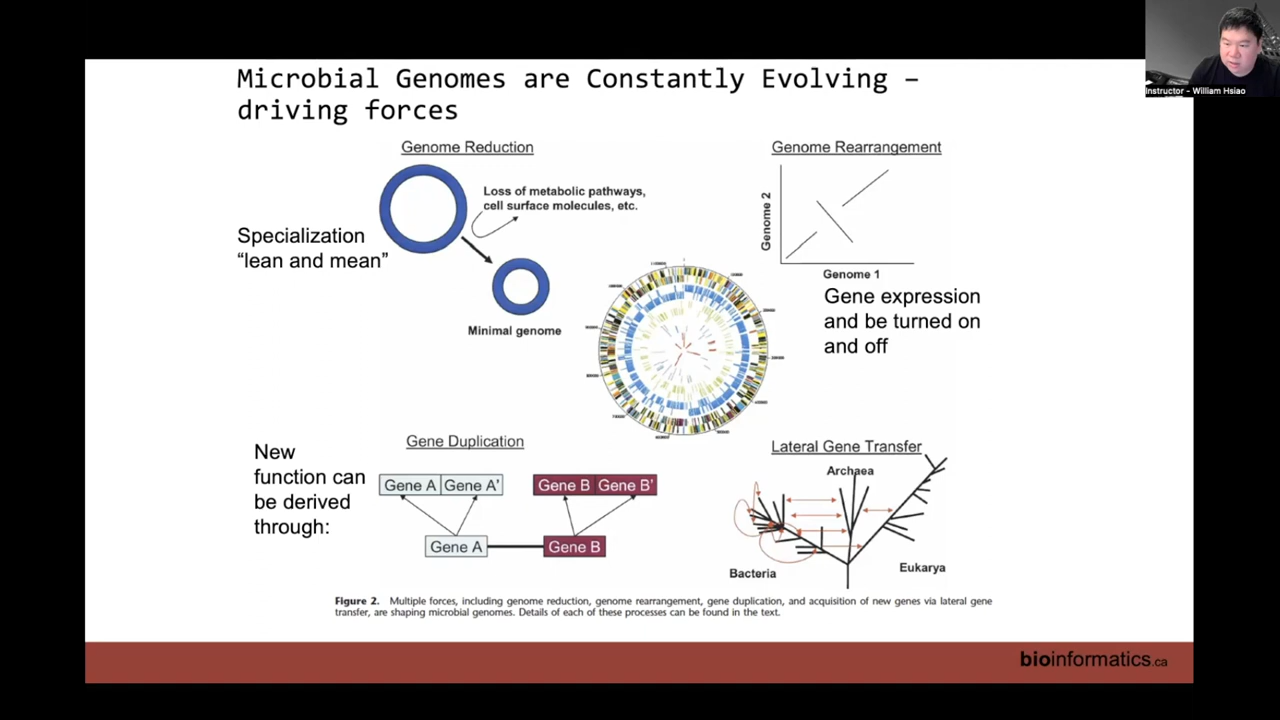 Microbial Genomes are Constantly Evolving –
driving forces
Instructor - William Hsiao
Genome Reduction
Loss of metabolic pathways,
cell surface molecules, etc.
Specialization
“lean and mean”
Minimal genome
Genome Rearrangement
Genome 2
Genome 1
Gene expression
and be turned on
and off
New
function can
be derived
through:
Gene Duplication
Gene A Gene A’ Gene B Gene B’
Gene A Gene B
Lateral Gene Transfer
Archaea
Bacteria
Eukarya
Figure 2. Multiple forces, including genome reduction, genome rearrangement, gene duplication, and acquisition of new genes via lateral gene
transfer, are shaping microbial genomes. Details of each of these processes can be found in the text.
bioinformatics.ca